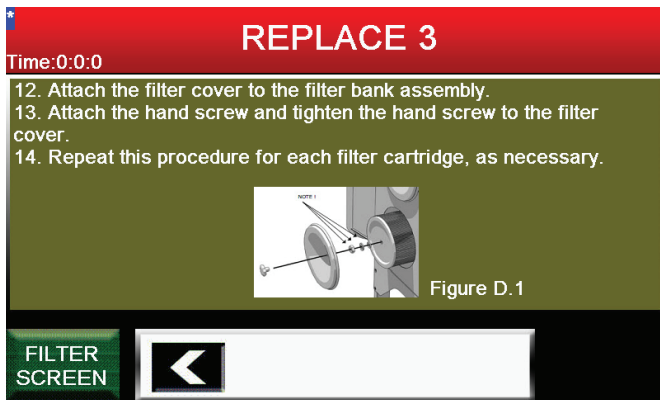 *
REPLACE 3
Time:0:0:0
12. Attach the filter cover to the filter bank assembly.
13. Attach the hand screw and tighten the hand screw to the filter
cover.
14. Repeat this procedure for each filter cartridge, as necessary.
NOTE 1
Figure D.1
FILTER
SCREEN